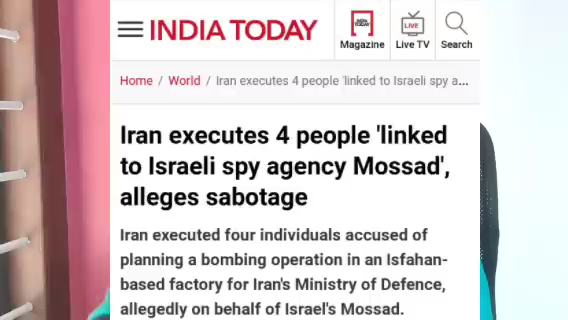 INDIA TODAY
INDIA TODAY
Magazine
LIVE
Live TV
Search
Home / World / Iran executes 4 people 'linked to Israeli spy a...
Iran executes 4 people 'linked
to Israeli spy agency Mossad',
alleges sabotage
Iran executed four individuals accused of
planning a bombing operation in an Isfahan-
based factory for Iran's Ministry of Defence,
allegedly on behalf of Israel's Mossad.